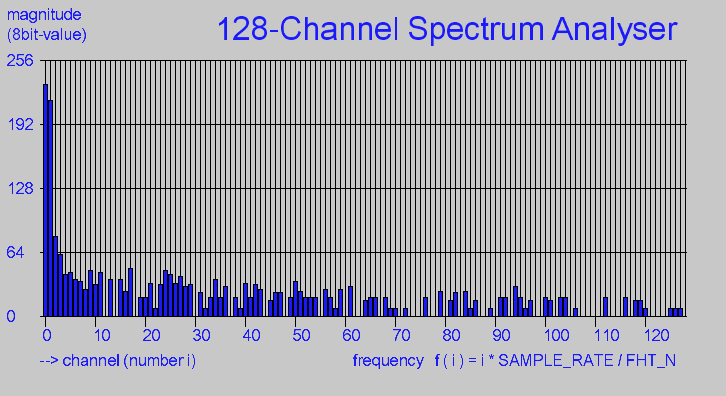 magnitude
(8bit-value)
128-Channel Spectrum Analyser
256
192
128
64
0
0 10 20 30 40 50 60 70 80 90 100 110 120
--> channel (number i)
frequency f ( i ) = i * SAMPLE_RATE / FHT_N